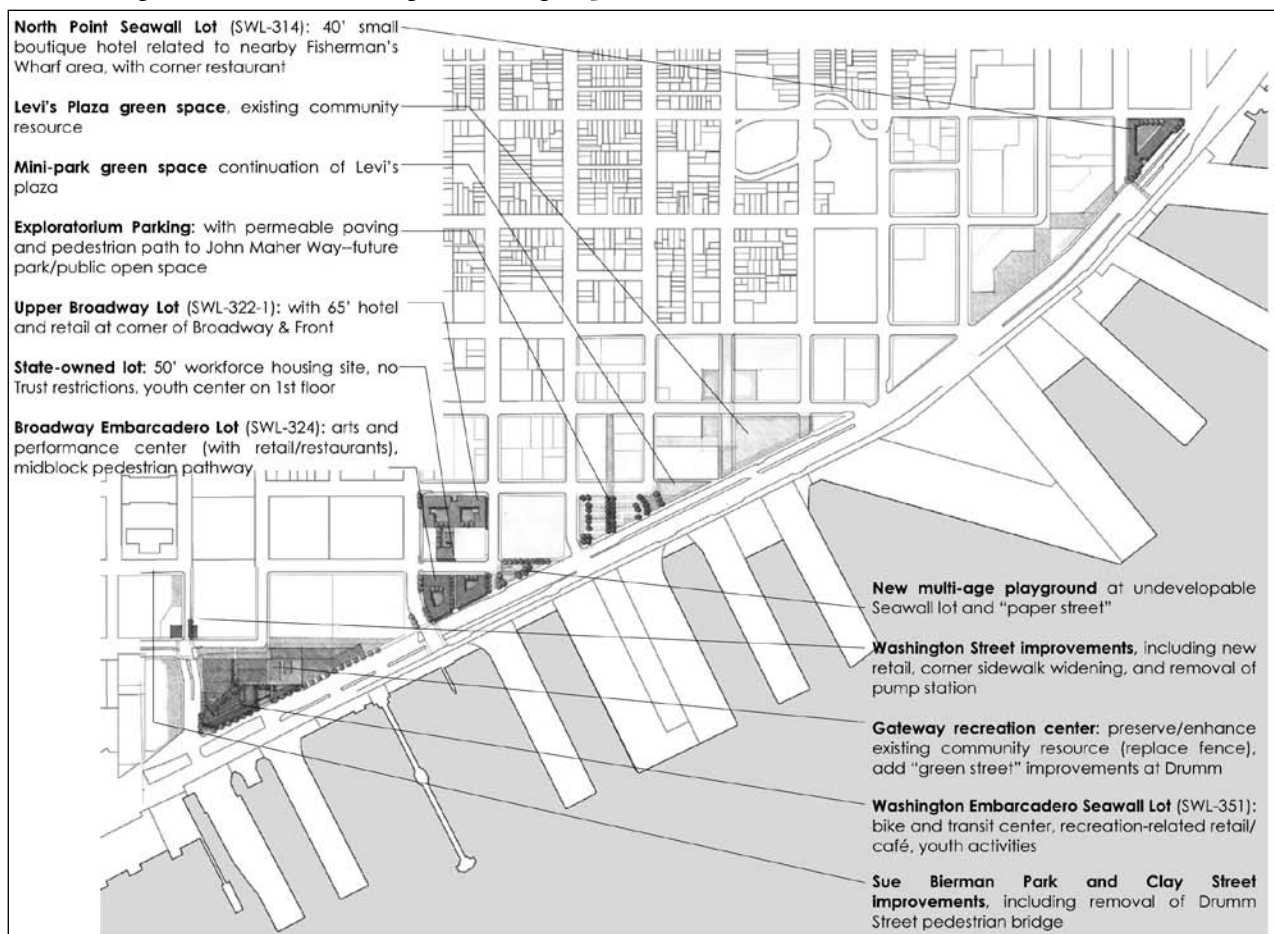 North Point Seawall Lot (SWL-314): 40' small
boutique hotel related to nearby Fisherman's
Wharf area, with corner restaurant
Levi's Plaza green space, existing community
resource
Mini-park green space continuation of Levi's
plaza
Exploratorium Parking: with permeable paving
and pedestrian path to John Maher Way--future
park/public open space
Upper Broadway Lot (SWL-322-1): with 65' hotel
and retail at corner of Broadway & Front
State-owned lot: 50' workforce housing site, no
Trust restrictions, youth center on 1st floor
Broadway Embarcadero Lot (SWL-324): arts and
performance center (with retail/restaurants),
midblock pedestrian pathway
New multi-age playground at undevelopable
Seawall lot and "paper street"
Washington Street improvements, including new
retail, corner sidewalk widening, and removal of
pump station
Gateway recreation center: preserve/enhance
existing community resource (replace fence),
add "green street" improvements at Drumm
Washington Embarcadero Seawall Lot (SWL-351):
bike and transit center, recreation-related retail/
café, youth activities
Sue Bierman Park and Clay Street
improvements, including removal of Drumm
Street pedestrian bridge